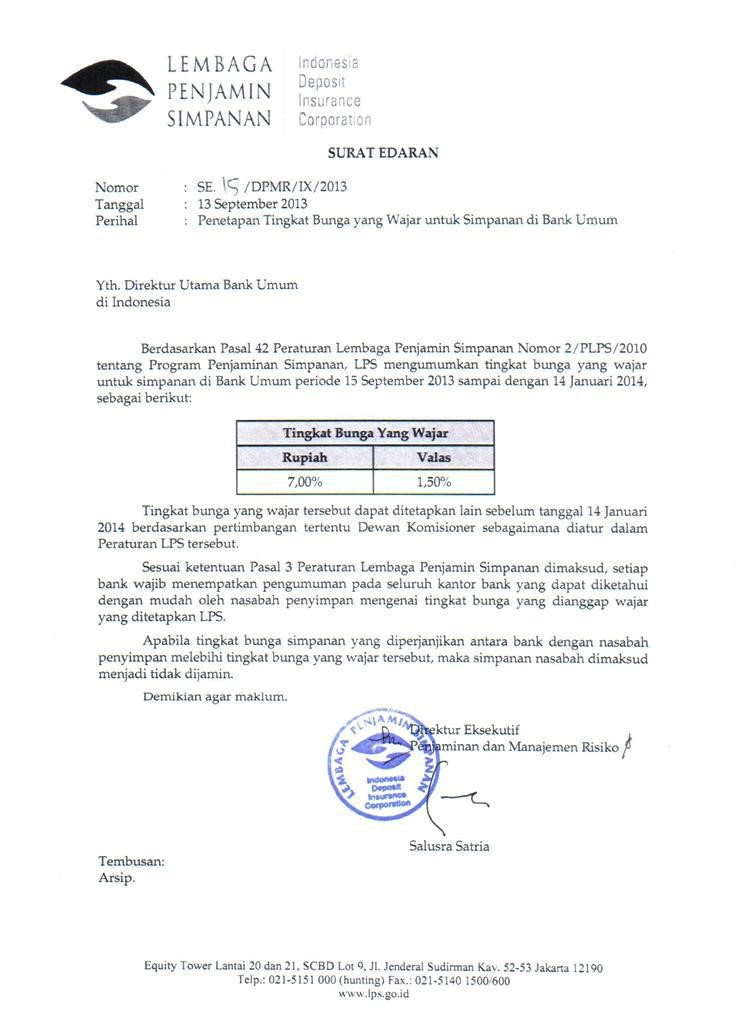 LEMBAGA
PENJAMIN
SIMPANAN
Indonesia
Deposit
Insurance
Corporation
SURAT EDARAN
Nomor : SE. 15 /DPMR/IX/2013
Tanggal : 13 September 2013
Perihal : Penetapan Tingkat Bunga yang Wajar untuk Simpanan di Bank Umum
Yth. Direktur Utama Bank Umum
di Indonesia
Berdasarkan Pasal 42 Peraturan Lembaga Penjamin Simpanan Nomor 2/PLPS/2010
tentang Program Penjaminan Simpanan, LPS mengumumkan tingkat bunga yang wajar
untuk simpanan di Bank Umum periode 15 September 2013 sampai dengan 14 Januari 2014,
sebagai berikut:
Tingkat Bunga Yang Wajar
Rupiah Valas
7,00% 1,50%
Tingkat bunga yang wajar tersebut dapat ditetapkan lain sebelum tanggal 14 Januari
2014 berdasarkan pertimbangan tertentu Dewan Komisioner sebagaimana diatur dalam
Peraturan LPS tersebut.
Sesuai ketentuan Pasal 3 Peraturan Lembaga Penjamin Simpanan dimaksud, setiap
bank wajib menempatkan pengumuman pada seluruh kantor bank yang dapat diketahui
dengan mudah oleh nasabah penyimpan mengenai tingkat bunga yang dianggap wajar
yang ditetapkan LPS.
Apabila tingkat bunga simpanan yang diperjanjikan antara bank dengan nasabah
penyimpan melebihi tingkat bunga yang wajar tersebut, maka simpanan nasabah dimaksud
menjadi tidak dijamin.
Demikian agar maklum.
Direktur Eksekutif
Penjaminan dan Manajemen Risiko
LEMBAGA PENJAMIN SIMPANAN
Indonesia
Deposit
Insurance
Corporation
Salusra Satria
Tembusan:
Arsip.
Equity Tower Lantai 20 dan 21, SCBD Lot 9, Jl. Jenderal Sudirman Kav. 52-53 Jakarta 12190
Telp.: 021-5151 000 (hunting) Fax.: 021-5140 1500/600
www.lps.go.id